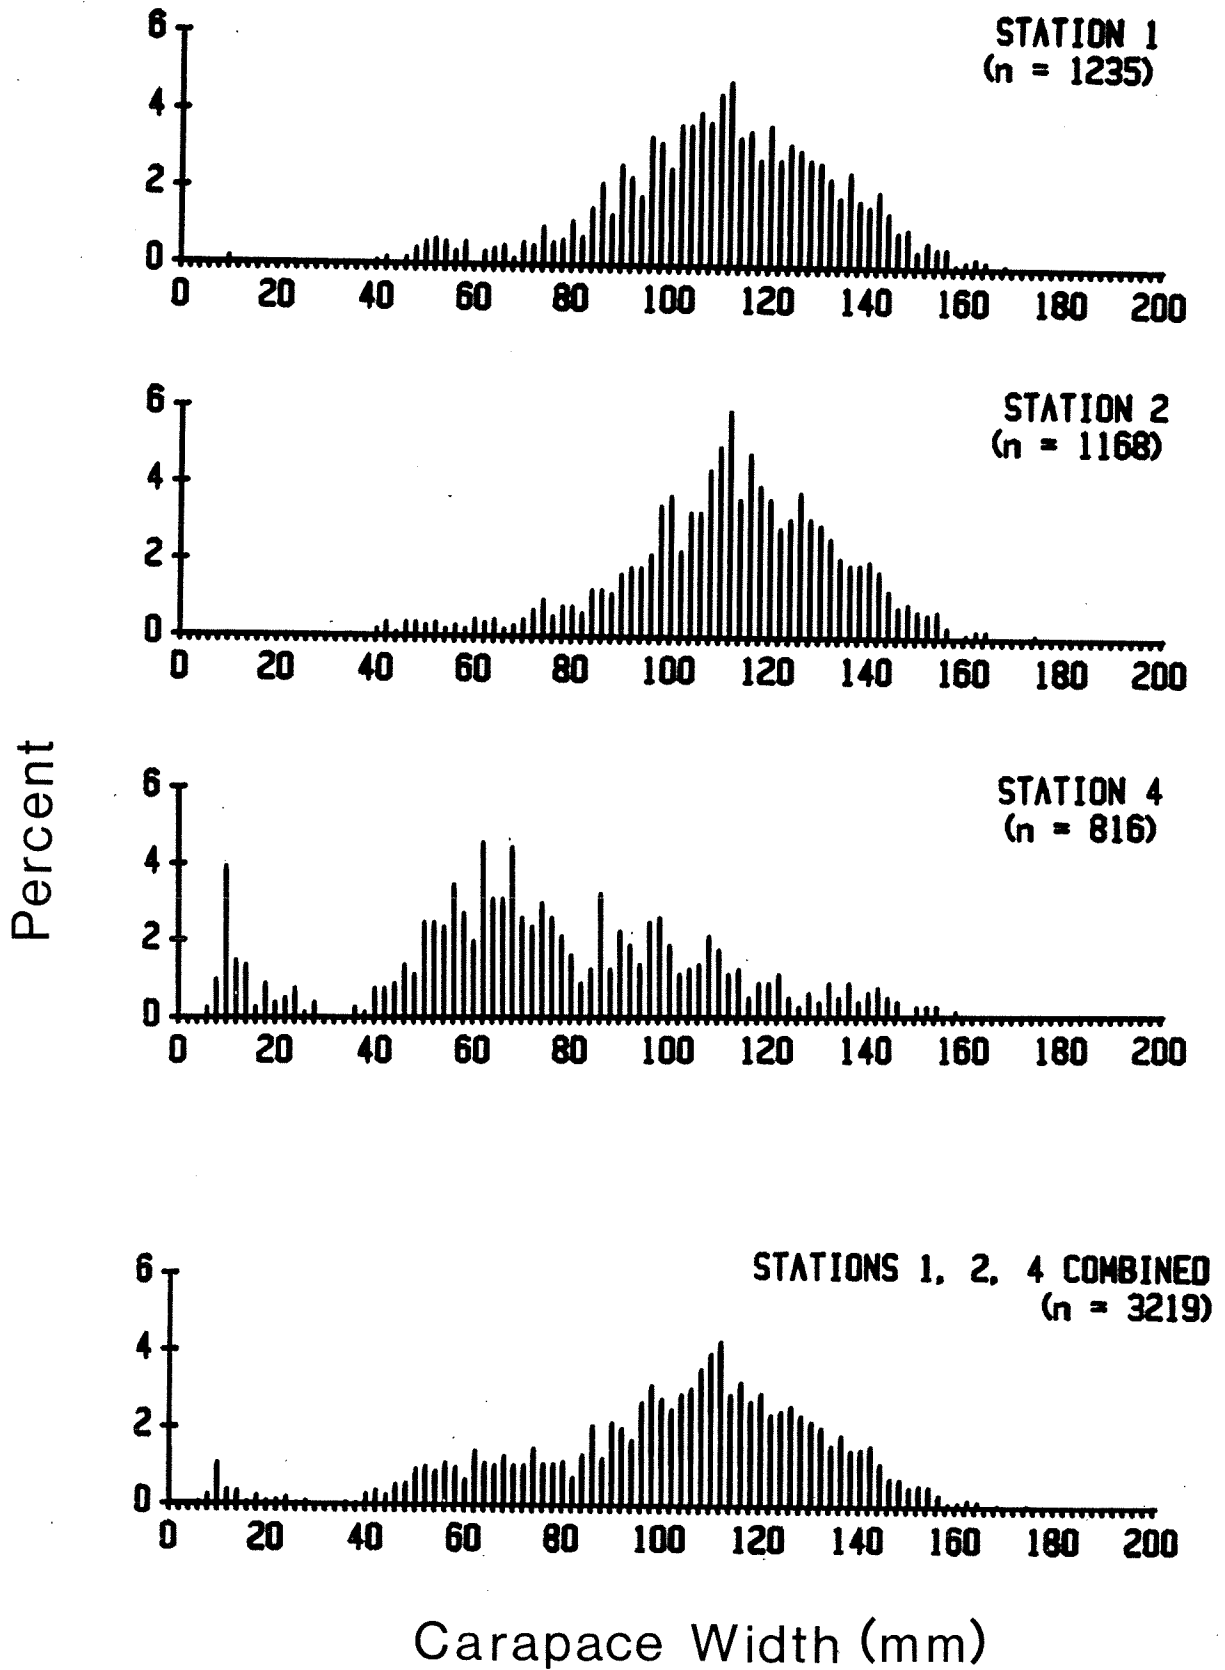 STATION 1
(n = 1235)
6
4
2
0
0 20 40 60 80 100 120 140 160 180 200
STATION 2
(n = 1168)
6
4
2
0
0 20 40 60 80 100 120 140 160 180 200
Percent
STATION 4
(n = 816)
6
4
2
0
0 20 40 60 80 100 120 140 160 180 200
STATIONS 1, 2, 4 COMBINED
(n = 3219)
6
4
2
0
0 20 40 60 80 100 120 140 160 180 200
Carapace Width (mm)